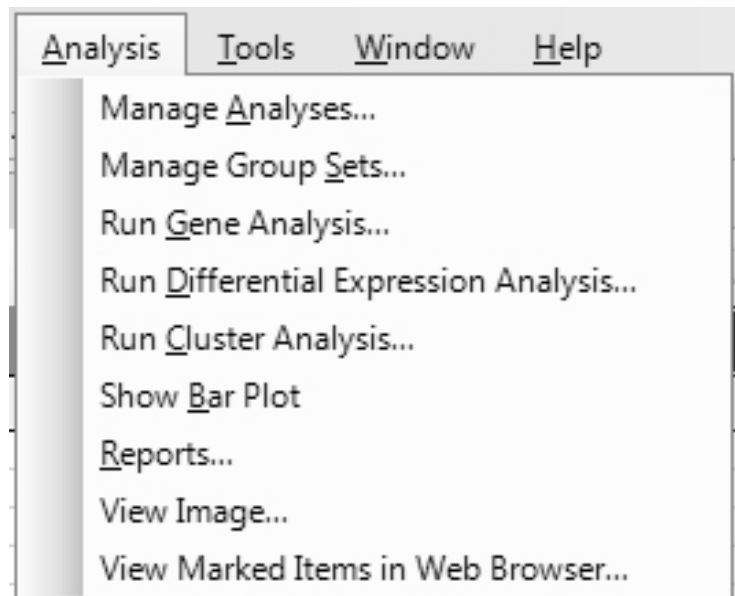 Analysis Tools Window Help
Manage Analyses...
Manage Group Sets...
Run Gene Analysis...
Run Differential Expression Analysis...
Run Cluster Analysis...
Show Bar Plot
Reports...
View Image...
View Marked Items in Web Browser...